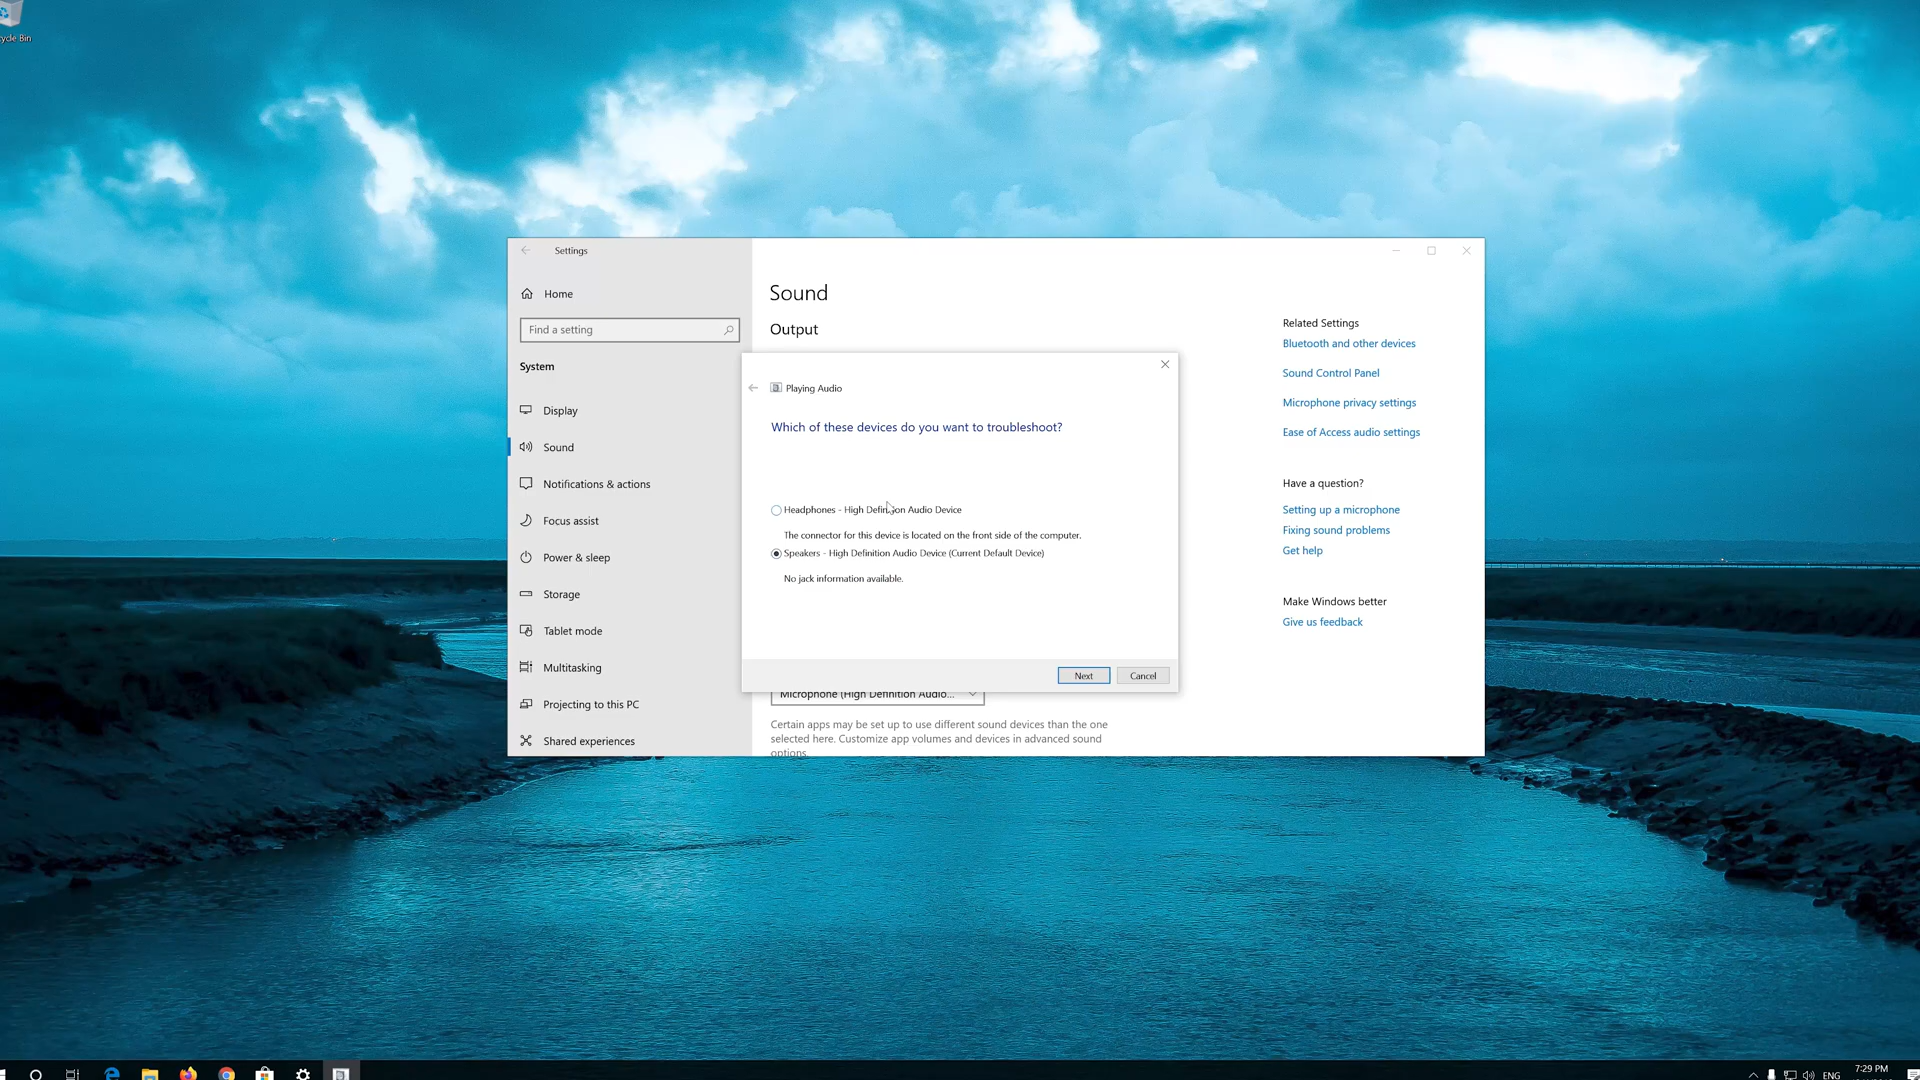 ycle Bin
Settings
Home
Find a setting
System
Display
Sound
Notifications & actions
Focus assist
Power & sleep
Storage
Tablet mode
Multitasking
Projecting to this PC
Shared experiences
Sound
Output
Playing Audio
Which of these devices do you want to troubleshoot?
Headphones - High Definition Audio Device
The connector for this device is located on the front side of the computer.
Speakers - High Definition Audio Device (Current Default Device)
No jack information available.
Next
Cancel
Microphone (High Definition Audio...
Certain apps may be set up to use different sound devices than the one
selected here. Customize app volumes and devices in advanced sound
options.
Related Settings
Bluetooth and other devices
Sound Control Panel
Microphone privacy settings
Ease of Access audio settings
Have a question?
Setting up a microphone
Fixing sound problems
Get help
Make Windows better
Give us feedback
ENG
7:29 PM